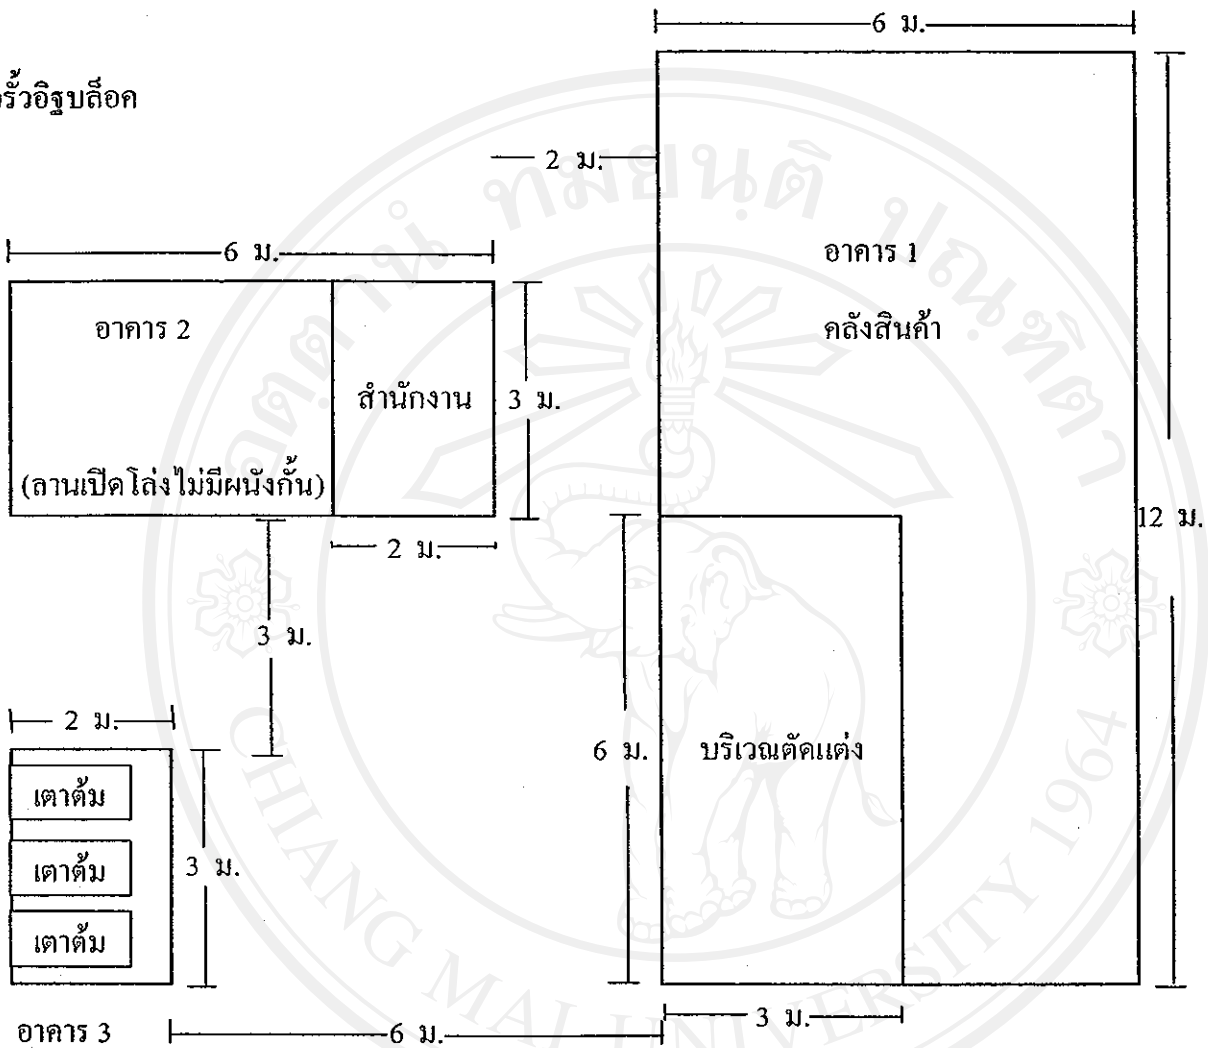 6 ม.
รั้วอิฐบล็อค
2 ม.
6 ม.
อาคาร 1
คลังสินค้า
อาคาร 2
สำนักงาน
3 ม.
(ลานเปิดโล่งไม่มีผนังกั้น)
12 ม.
2 ม.
3 ม.
2 ม.
6 ม.
บริเวณตัดแต่ง
เตาต้ม
เตาต้ม
3 ม.
เตาต้ม
3 ม.
อาคาร 3
6 ม.
CHIANG MAI UNIVERSITY 1964